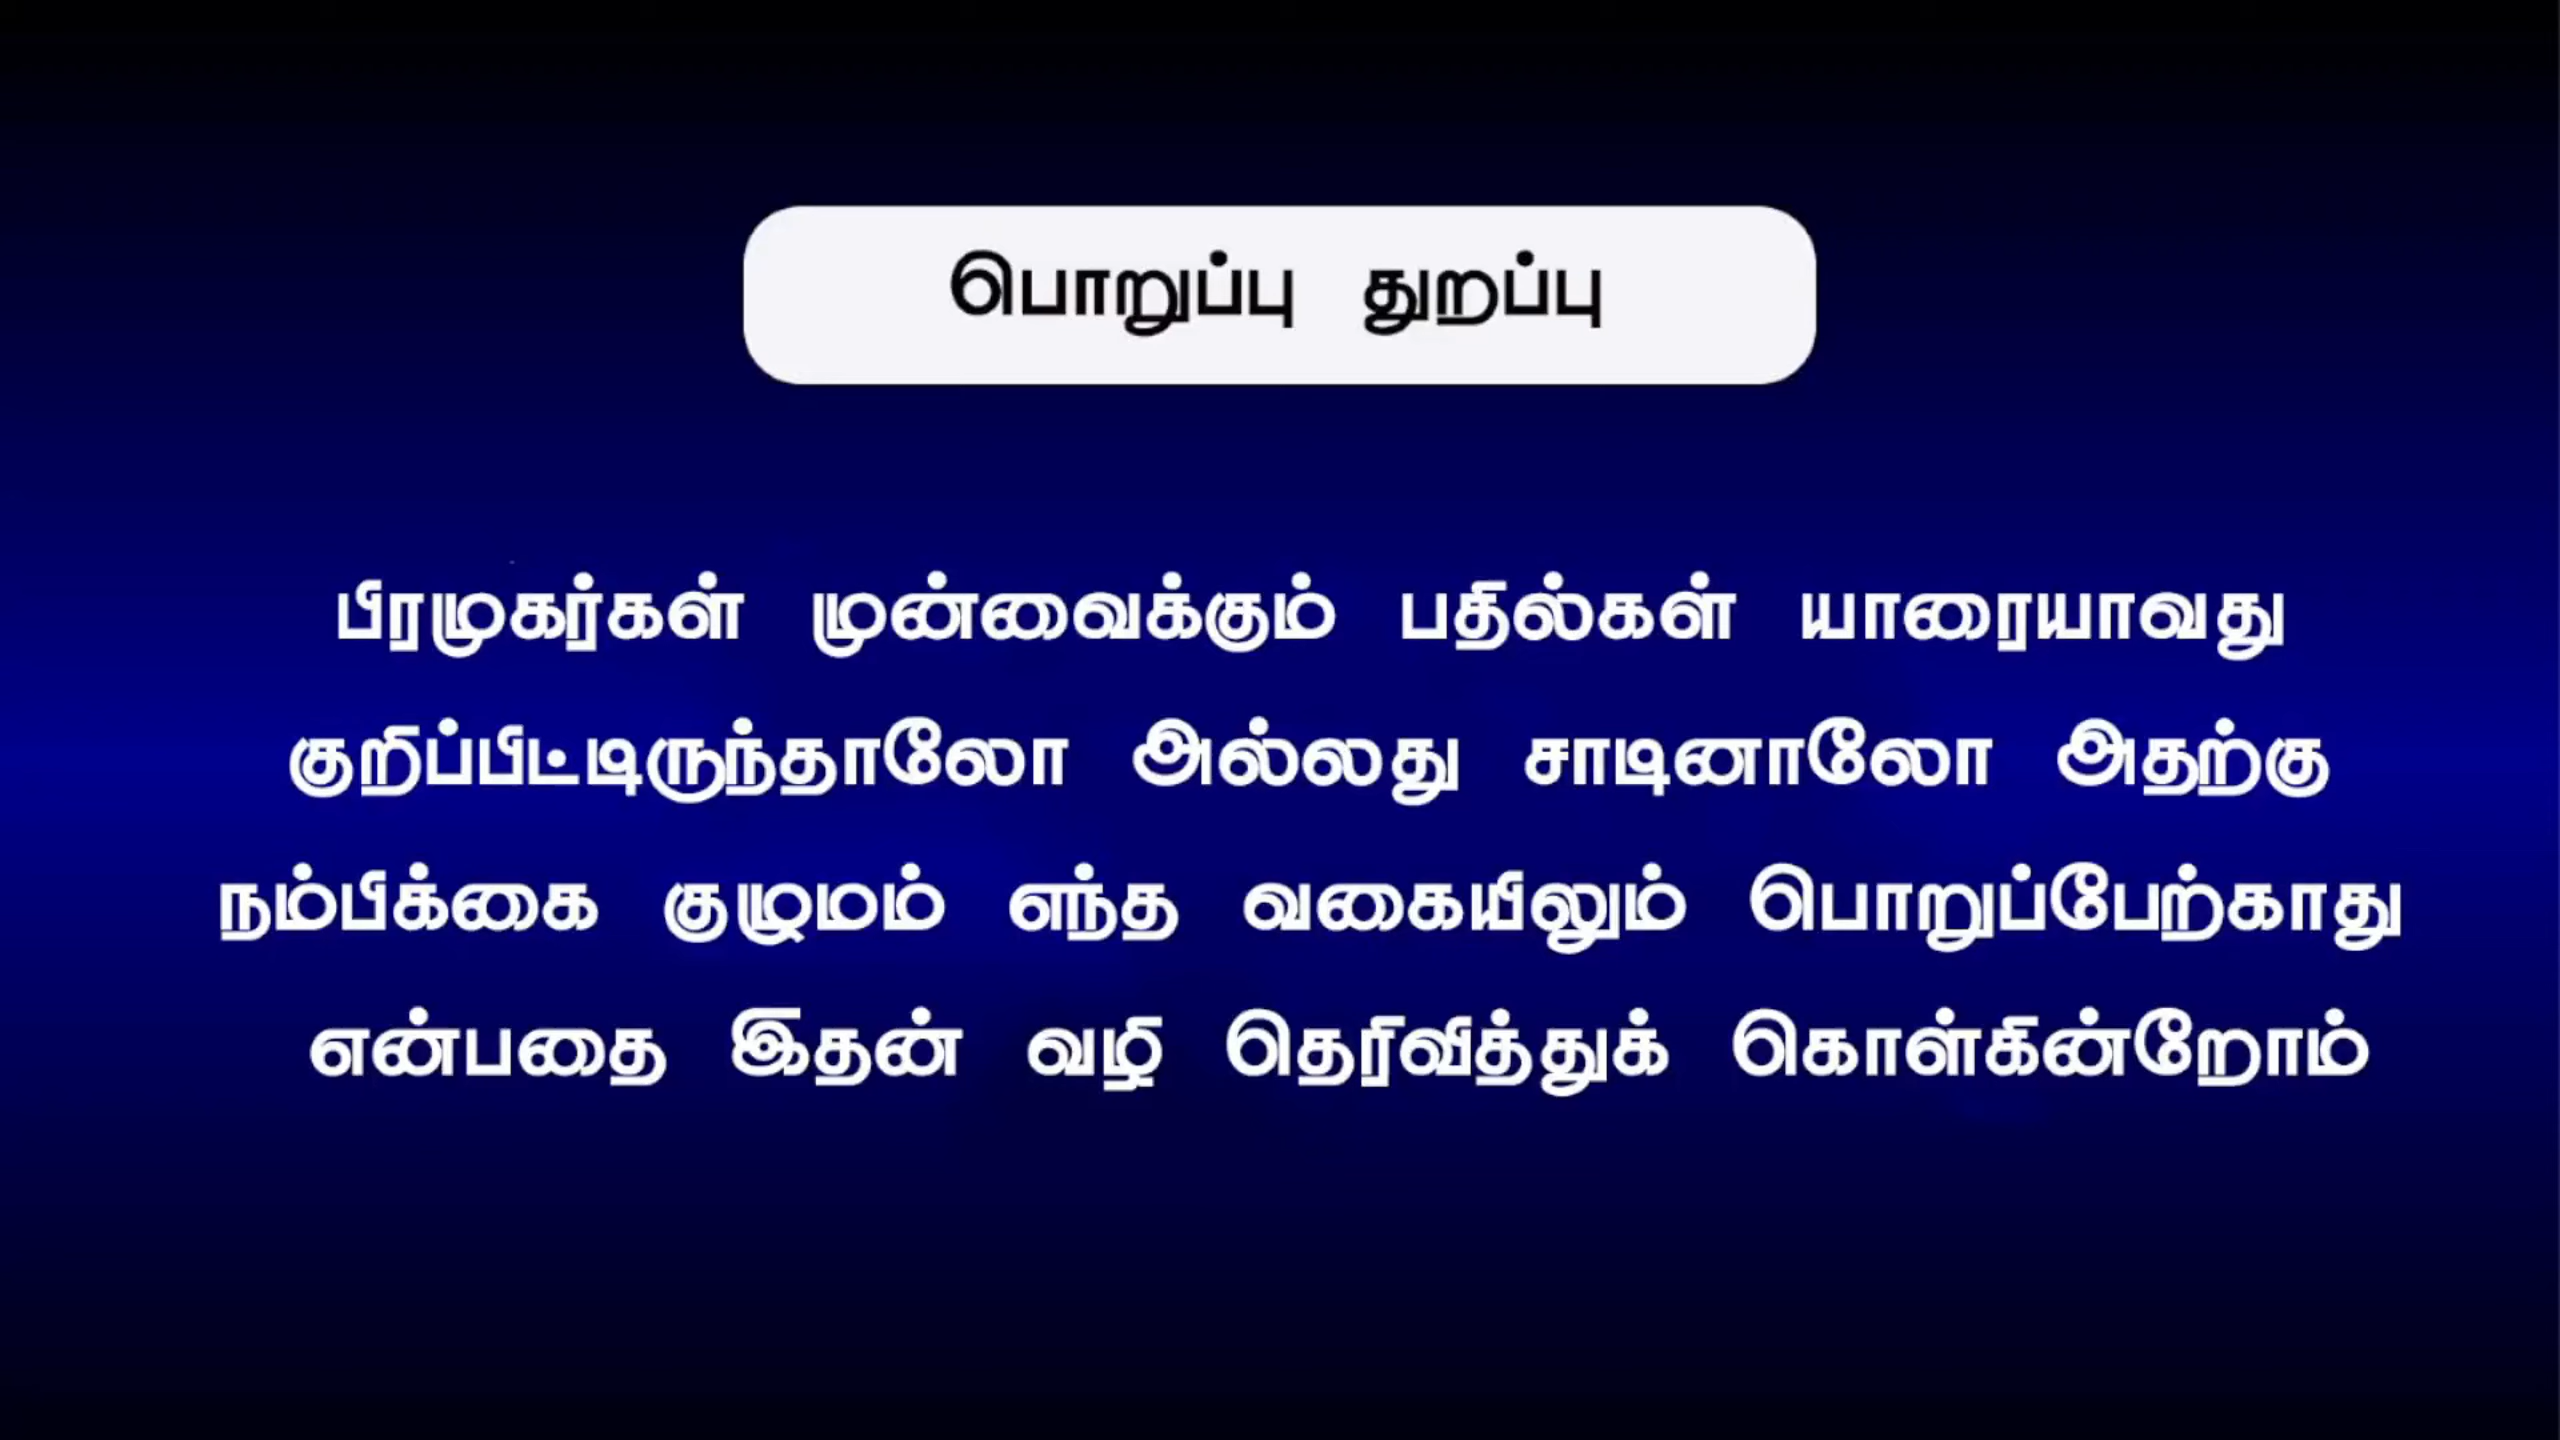 பொறுப்பு துறப்பு
பிரமுகர்கள் முன்வைக்கும் பதில்கள் யாரையாவது
குறிப்பிட்டிருந்தாலோ அல்லது சாடினாலோ அதற்கு
நம்பிக்கை குழுமம் எந்த வகையிலும் பொறுப்பேற்காது
என்பதை இதன் வழி தெரிவித்துக் கொள்கின்றோம்